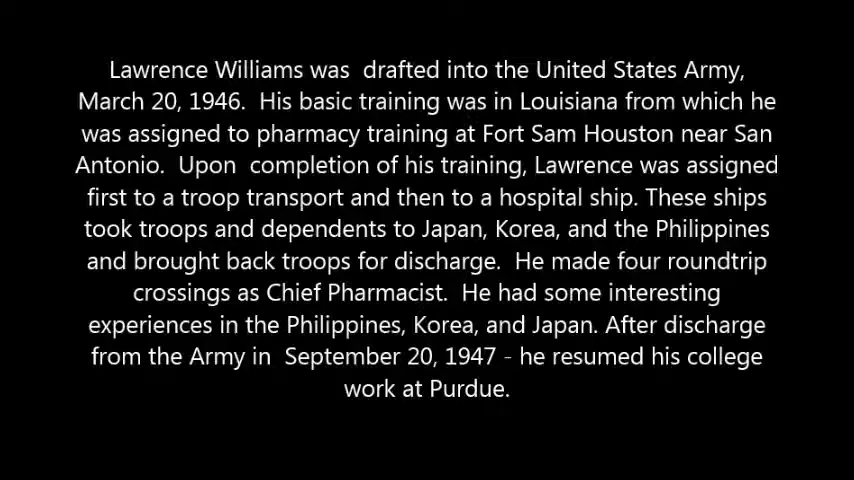 Lawrence Williams was  drafted into the United States Army,
March 20, 1946.  His basic training was in Louisiana from which he
was assigned to pharmacy training at Fort Sam Houston near San
Antonio.  Upon  completion of his training, Lawrence was assigned
first to a troop transport and then to a hospital ship. These ships
took troops and dependents to Japan, Korea, and the Philippines
and brought back troops for discharge.  He made four roundtrip
crossings as Chief Pharmacist.  He had some interesting
experiences in the Philippines, Korea, and Japan. After discharge
from the Army in  September 20, 1947 - he resumed his college
work at Purdue.